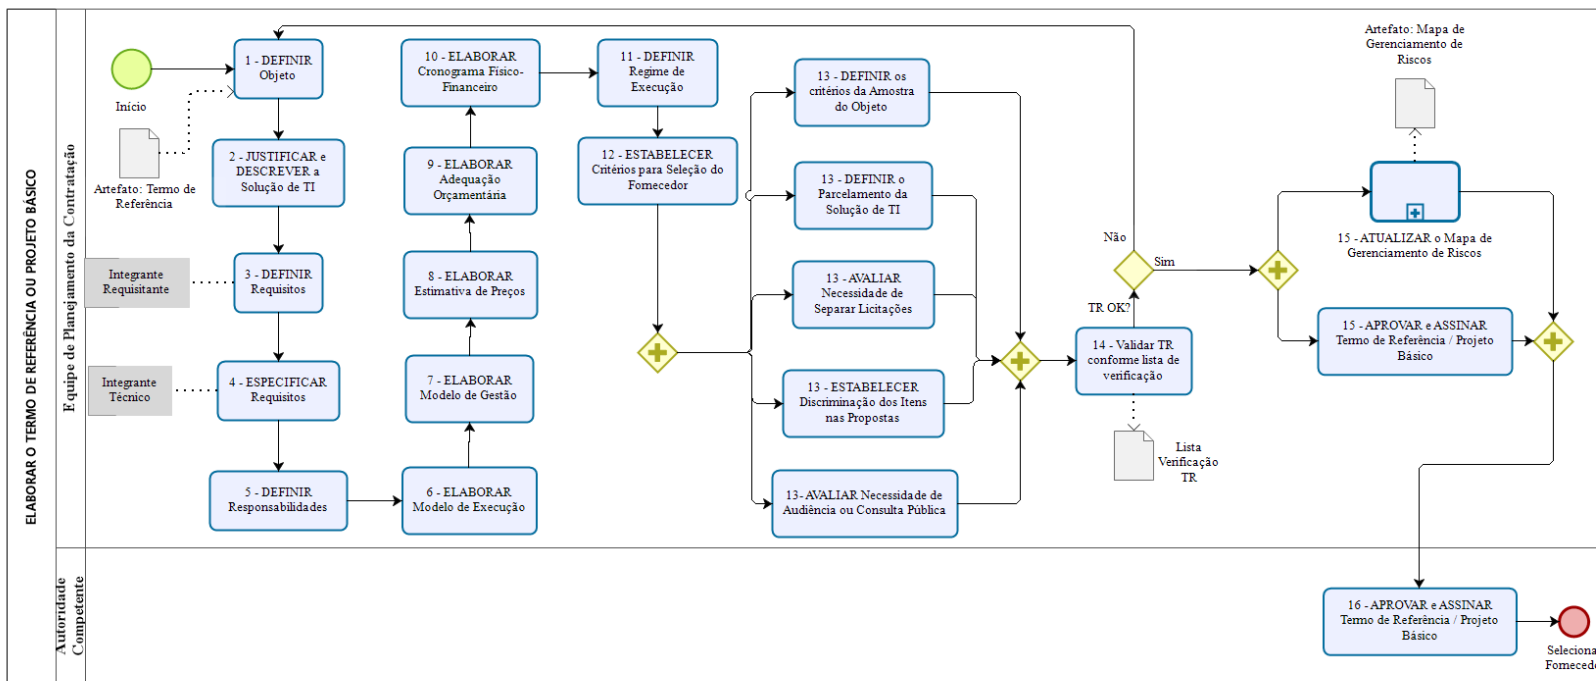 ELABORAR O TERMO DE REFERÊNCIA OU PROJETO BÁSICO
Equipe de Planejamento da Contratação
Início
Artefato: Termo de
Referência
1 - DEFINIR
Objeto
2 - JUSTIFICAR e
DESCREVER a
Solução de TI
Integrante
Requisitante
3 - DEFINIR
Requisitos
Integrante
Técnico
4 - ESPECIFICAR
Requisitos
5 - DEFINIR
Responsabilidades
6 - ELABORAR
Modelo de Execução
7 - ELABORAR
Modelo de Gestão
8 - ELABORAR
Estimativa de Preços
9 - ELABORAR
Adequação
Orçamentária
10 - ELABORAR
Cronograma Físico-
Financeiro
11 - DEFINIR
Regime de
Execução
12 - ESTABELECER
Critérios para Seleção do
Fornecedor
13 - DEFINIR os
critérios da Amostra
do Objeto
13 - DEFINIR o
Parcelamento da
Solução de TI
13 - AVALIAR
Necessidade de
Separar Licitações
13 - ESTABELECER
Discriminação dos Itens
nas Propostas
13- AVALIAR Necessidade de
Audiência ou Consulta Pública
14 - Validar TR
conforme lista de
verificação
Lista
Verificação
TR
TR OK?
Não
Sim
Artefato: Mapa de
Gerenciamento de
Riscos
15 - ATUALIZAR o Mapa de
Gerenciamento de Riscos
15 - APROVAR e ASSINAR
Termo de Referência / Projeto
Básico
Autoridade
Competente
16 - APROVAR e ASSINAR
Termo de Referência / Projeto
Básico
Seleciona
Fornecedo